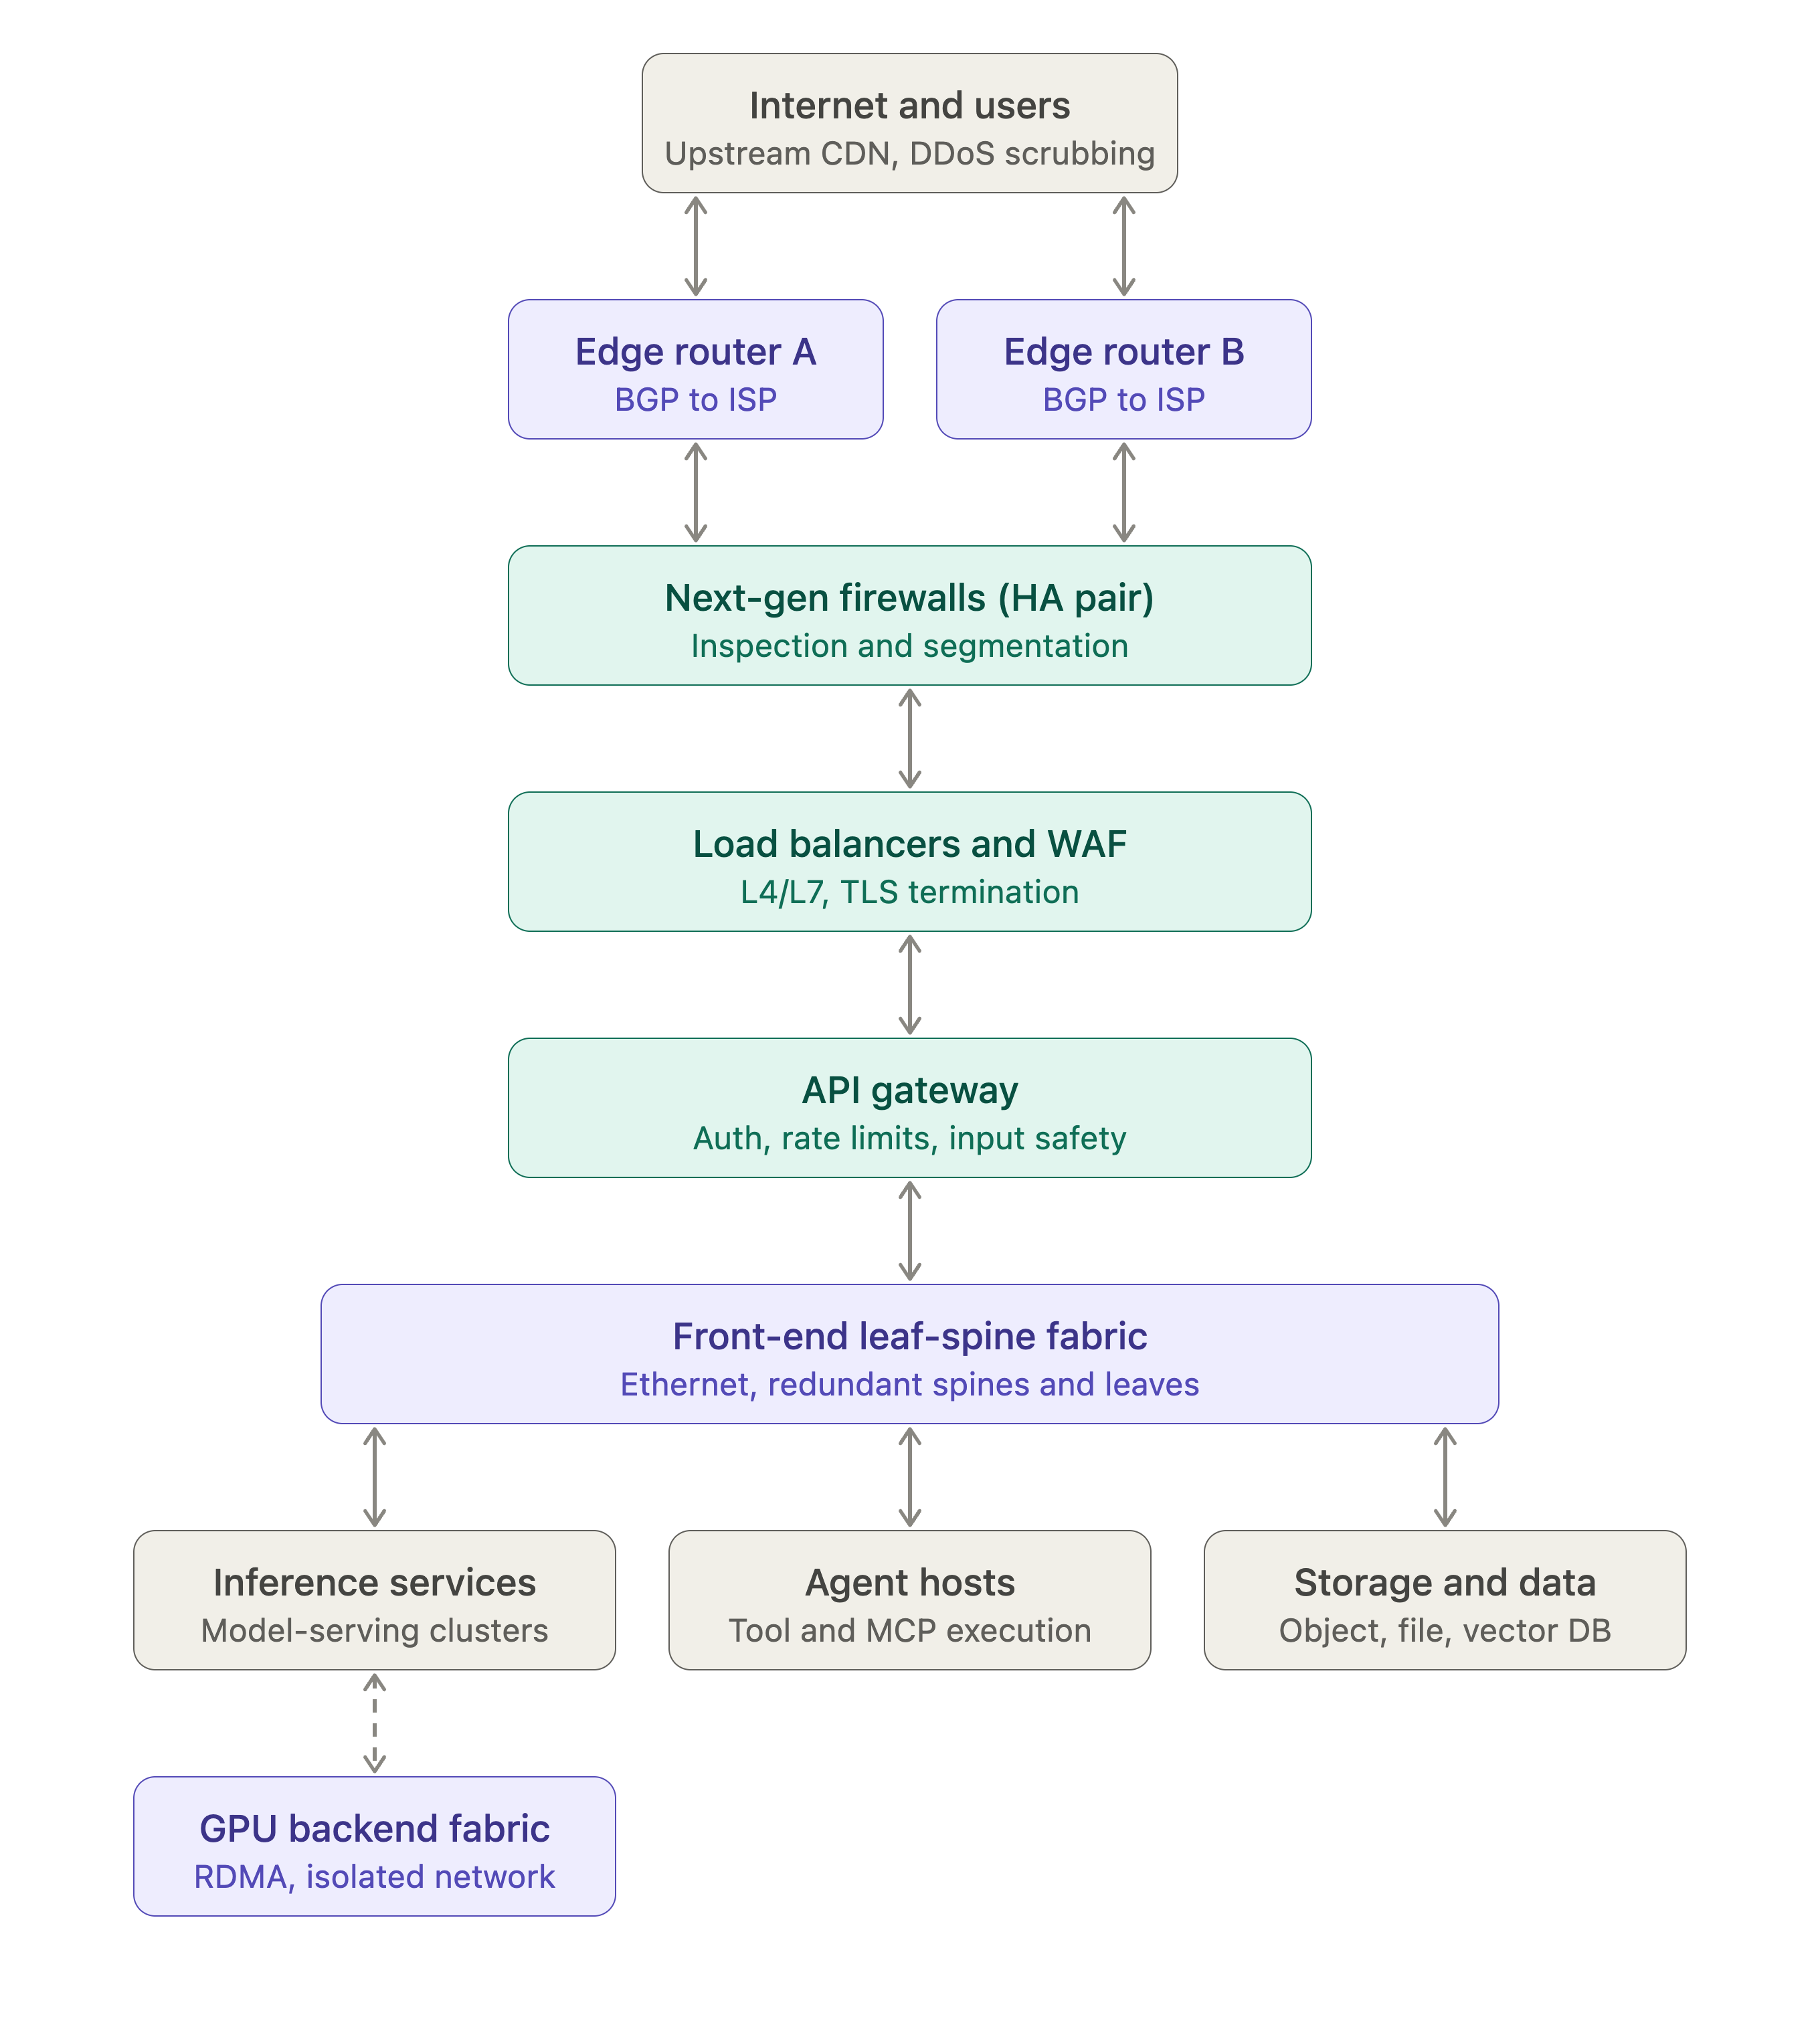 Internet and users
Upstream CDN, DDoS scrubbing
Edge router A
BGP to ISP
Edge router B
BGP to ISP
Next-gen firewalls (HA pair)
Inspection and segmentation
Load balancers and WAF
L4/L7, TLS termination
API gateway
Auth, rate limits, input safety
Front-end leaf-spine fabric
Ethernet, redundant spines and leaves
Inference services
Model-serving clusters
Agent hosts
Tool and MCP execution
Storage and data
Object, file, vector DB
GPU backend fabric
RDMA, isolated network